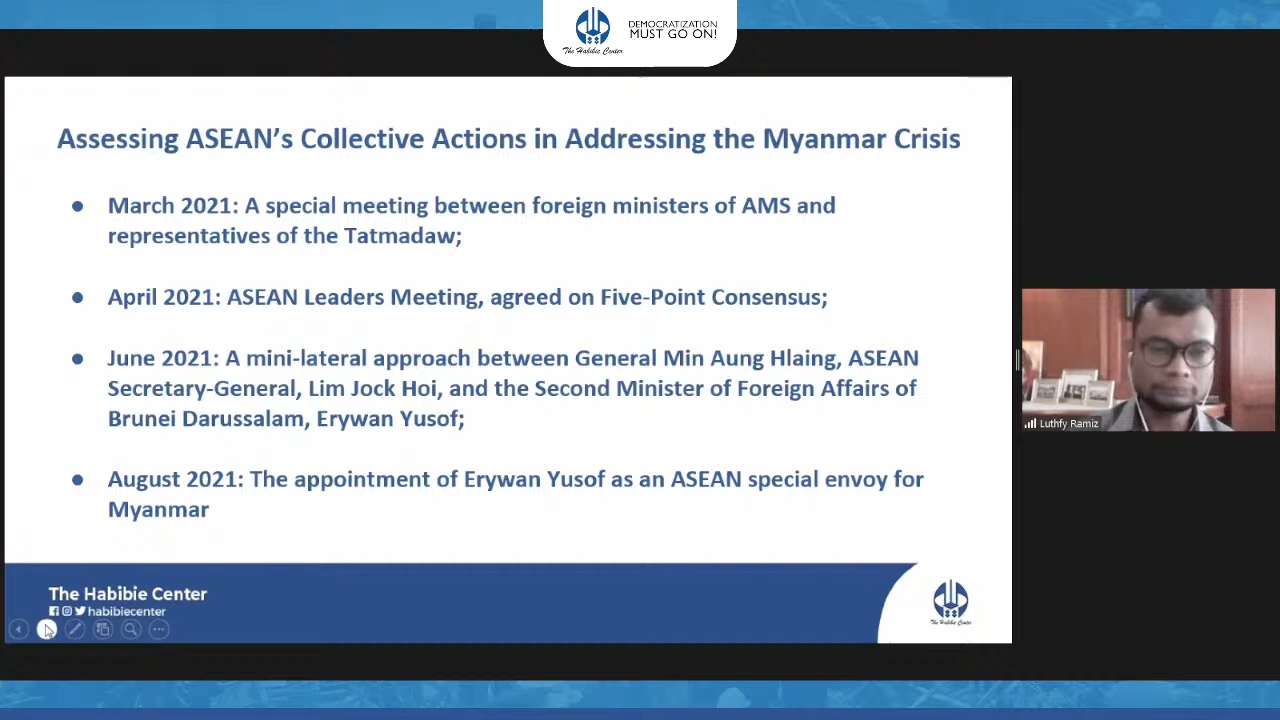 DEMOCRATIZATION
MUST GO ON!
The Habibie Center
Assessing ASEAN's Collective Actions in Addressing the Myanmar Crisis
● March 2021: A special meeting between foreign ministers of AMS and
representatives of the Tatmadaw;
● April 2021: ASEAN Leaders Meeting, agreed on Five-Point Consensus;
● June 2021: A mini-lateral approach between General Min Aung Hlaing, ASEAN
Secretary-General, Lim Jock Hoi, and the Second Minister of Foreign Affairs of
Brunei Darussalam, Erywan Yusof;
● August 2021: The appointment of Erywan Yusof as an ASEAN special envoy for
Myanmar
Luthfy Ramiz
The Habibie Center
habibiecenter
The Habibie Center